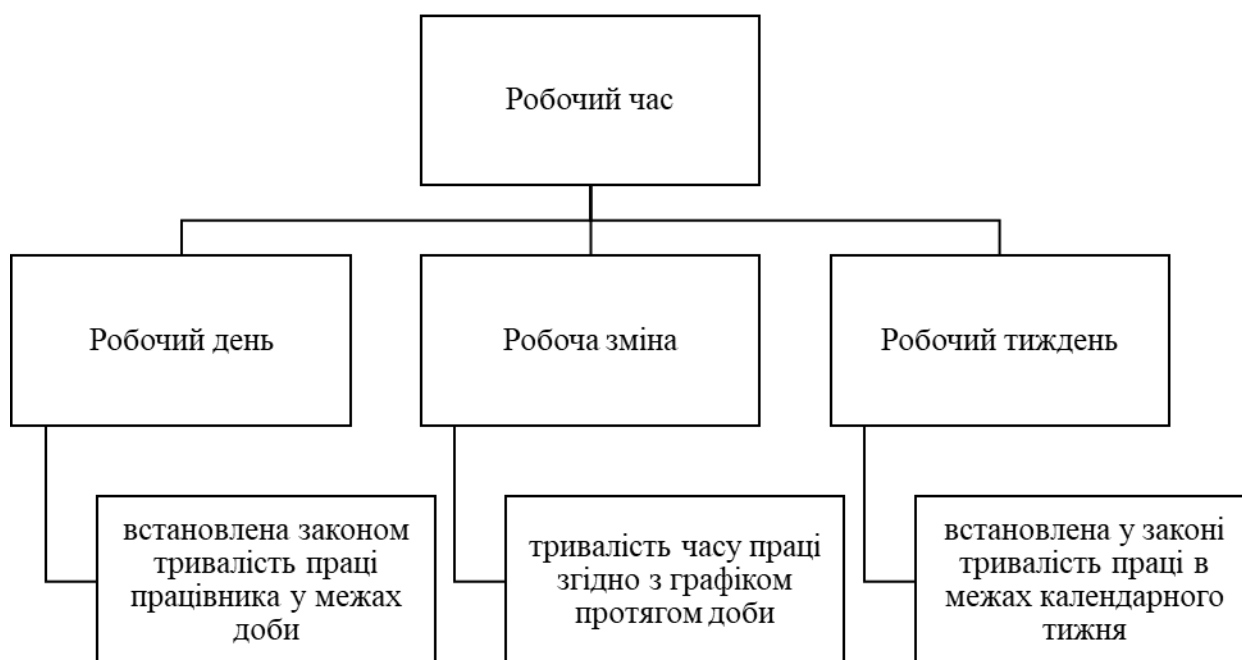 Робочий час
Робочий день
Робоча зміна
Робочий тиждень
встановлена законом
тривалість праці
працівника у межах
доби
тривалість часу праці
згідно з графіком
протягом доби
встановлена у законі
тривалість праці в
межах календарного
тижня